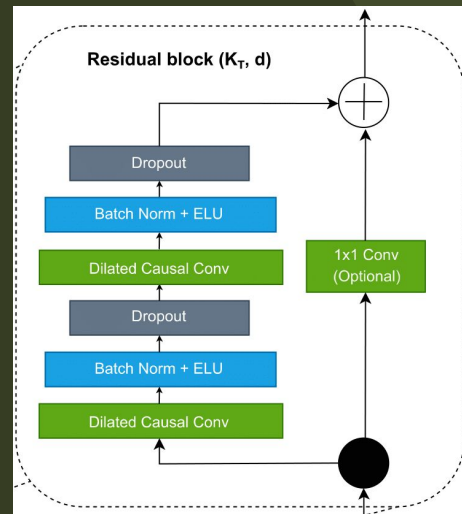 Residual block (K_T, d)
Dropout
Batch Norm + ELU
Dilated Causal Conv
Dropout
Batch Norm + ELU
Dilated Causal Conv
1x1 Conv
(Optional)